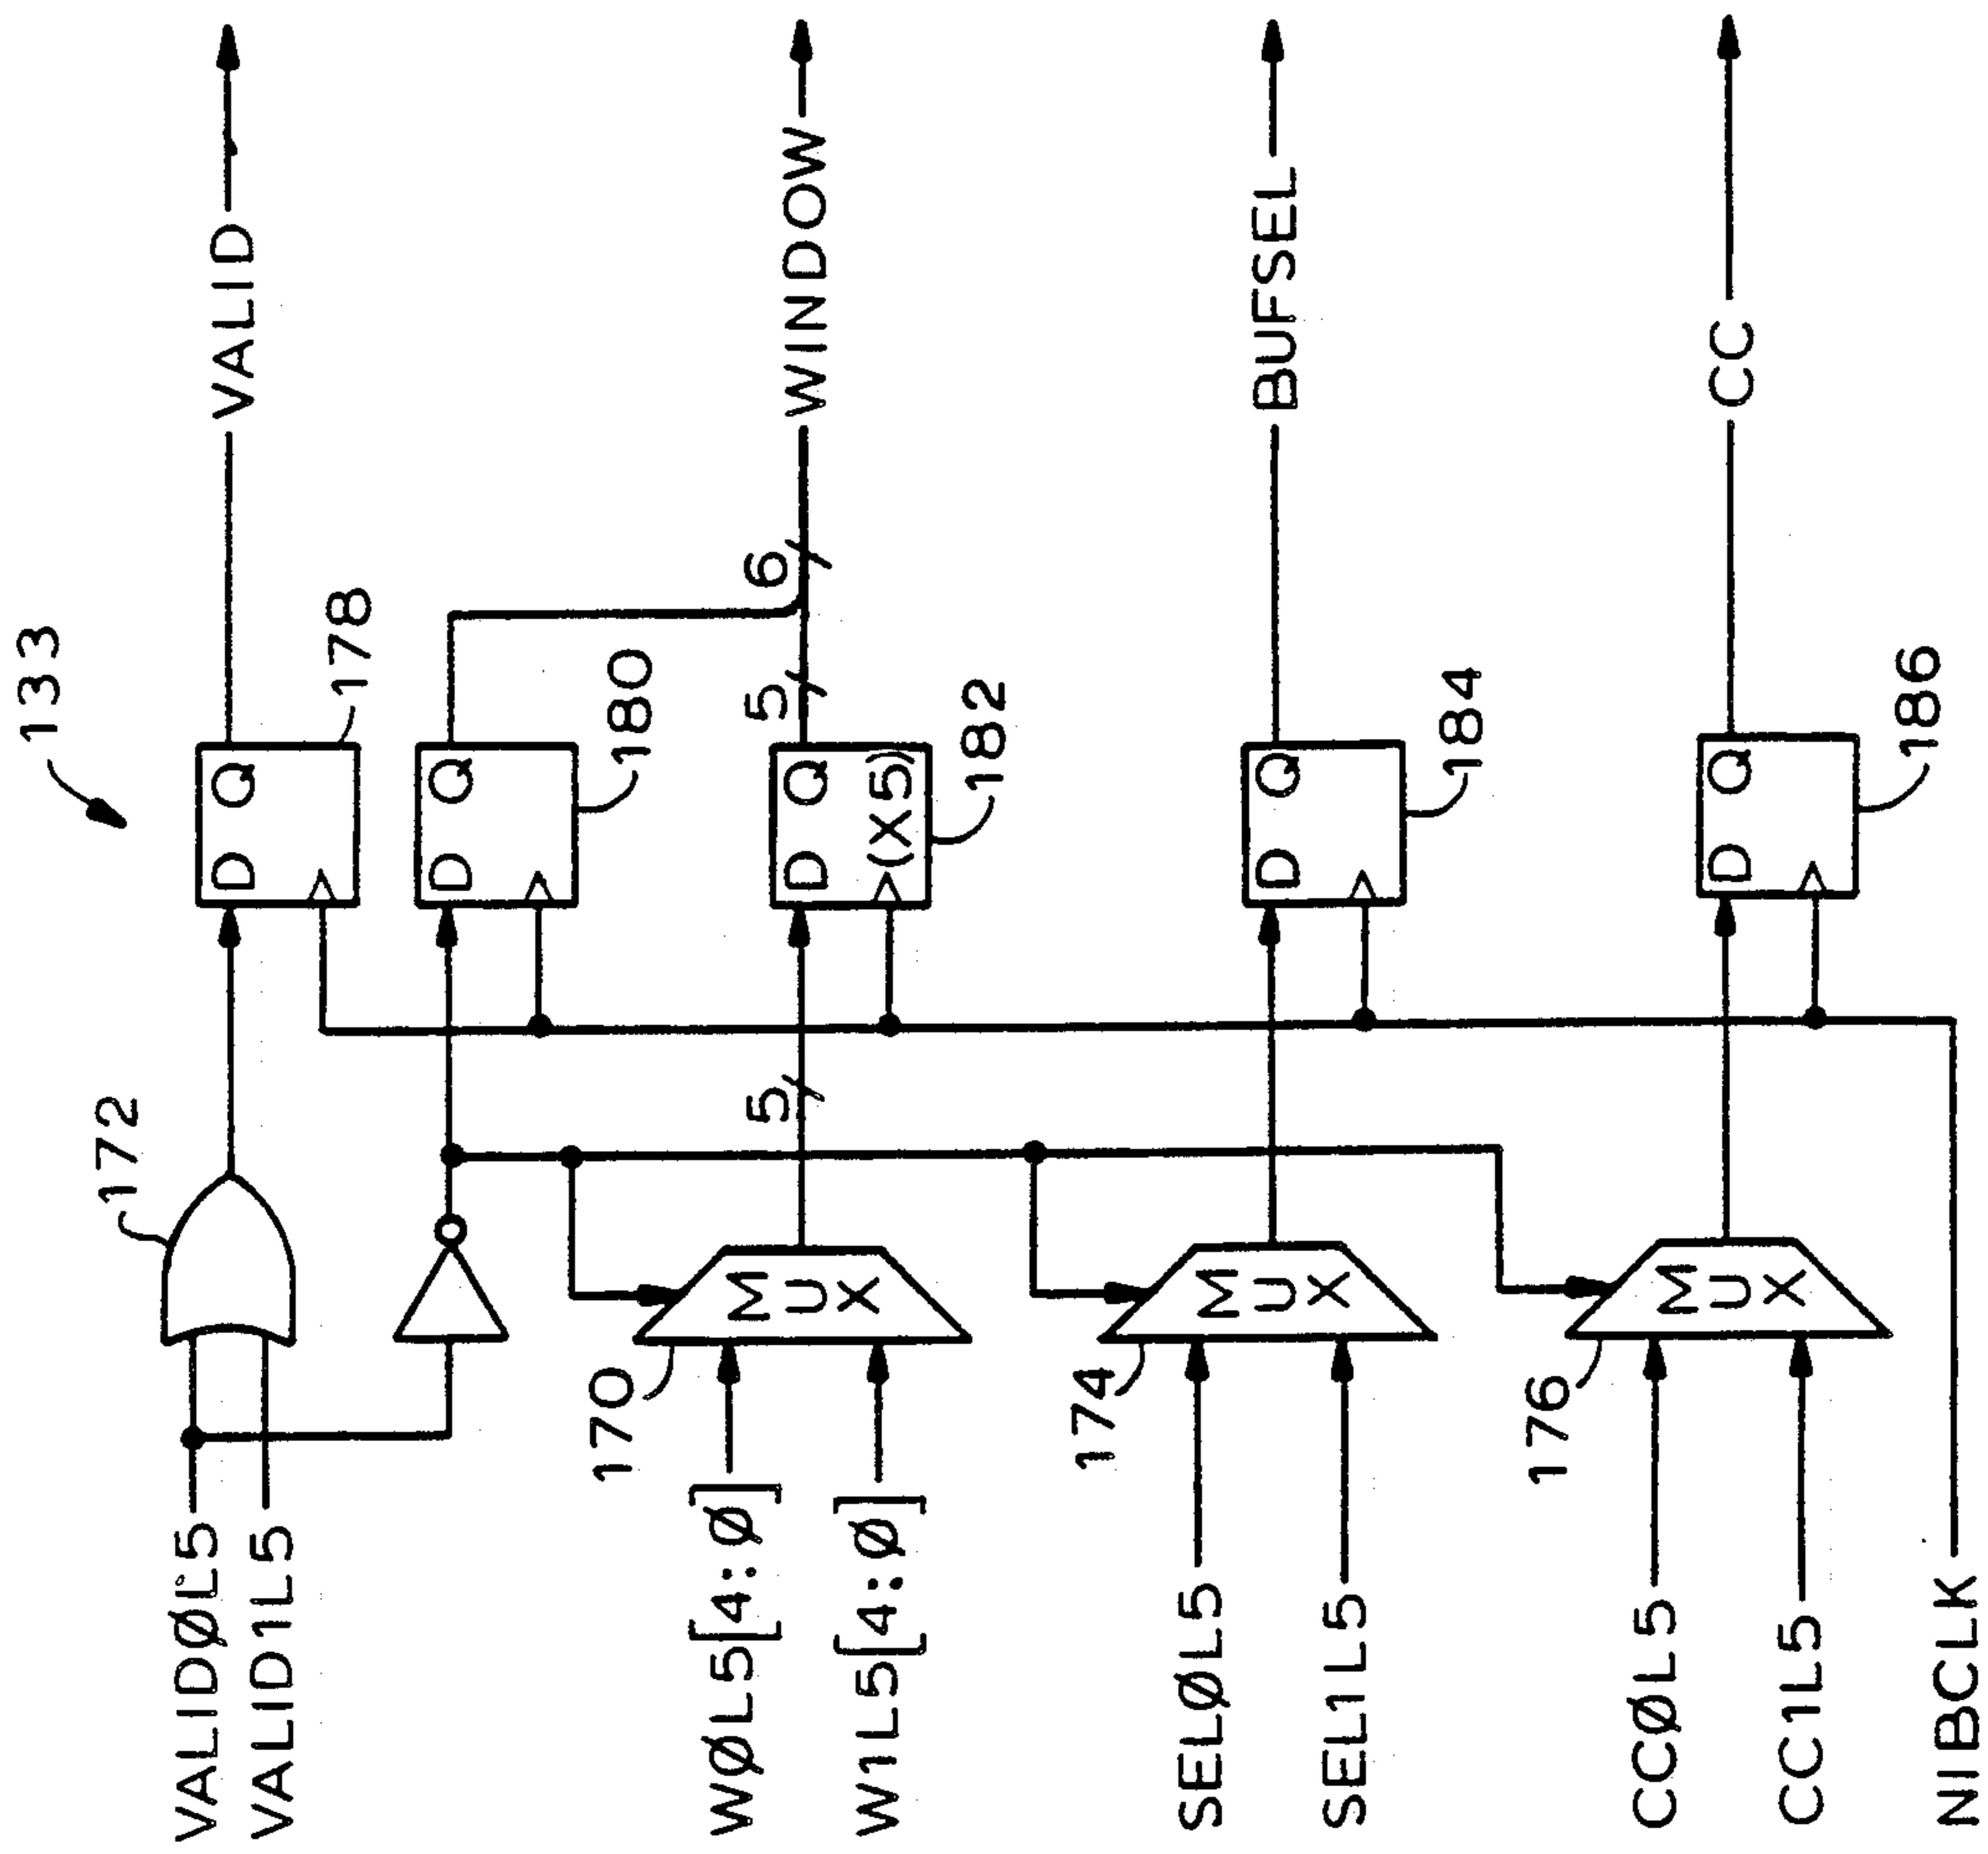 133
VALIDØL5
VALID1L5
172
D Q
178
VALID
D Q
180
170
WØL5[4:Ø]
W1L5[4:Ø]
MUX
5
D Q
(X5)
182
5
6
WINDOW
174
SELØL5
SEL1L5
MUX
D Q
184
BUFSEL
176
CCØL5
CC1L5
MUX
D Q
186
CC
NIBCLK